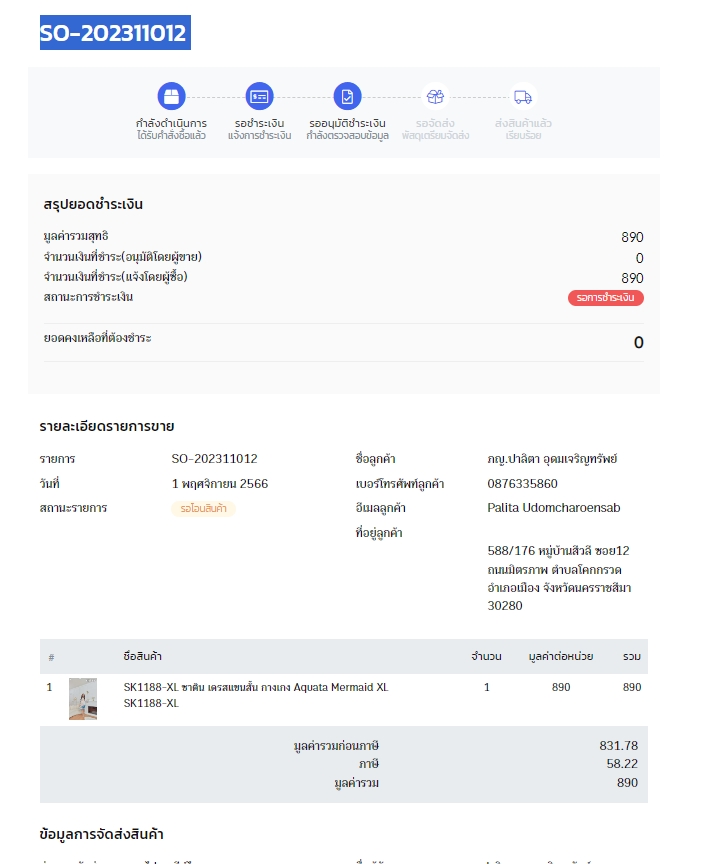 SO-202311012
กำลังดำเนินการ รอชำระเงิน รออนุมัติชำระเงิน รอจัดส่ง ส่งสินค้าแล้ว
ได้รับคำสั่งซื้อแล้ว แจ้งการชำระเงิน กำลังตรวจสอบข้อมูล พัสดุเตรียมจัดส่ง เรียบร้อย
สรุปยอดชำระเงิน
มูลค่ารวมสุทธิ 890
จำนวนเงินที่ชำระ(อนุมัติโดยผู้ขาย) 0
จำนวนเงินที่ชำระ(แจ้งโดยผู้ซื้อ) 890
สถานะการชำระเงิน รอการชำระเงิน
ยอดคงเหลือที่ต้องชำระ 0
รายละเอียดรายการขาย
รายการ SO-202311012 ชื่อลูกค้า ภญ.ปาลิตา อุดมเจริญทรัพย์
วันที่ 1 พฤศจิกายน 2566 เบอร์โทรศัพท์ลูกค้า 0876335860
สถานะรายการ รอโอนสินค้า อีเมลลูกค้า Palita Udomcharoensab
ที่อยู่ลูกค้า
588/176 หมู่บ้านสีวลี ซอย12
ถนนมิตรภาพ ตำบลโคกกรวด
อำเภอเมือง จังหวัดนครราชสีมา
30280
# ชื่อสินค้า จำนวน มูลค่าต่อหน่วย รวม
1 SK1188-XL ซาติน เดรสแขนสั้น กางเกง Aquata Mermaid XL 1 890 890
SK1188-XL
มูลค่ารวมก่อนภาษี 831.78
ภาษี 58.22
มูลค่ารวม 890
ข้อมูลการจัดส่งสินค้า